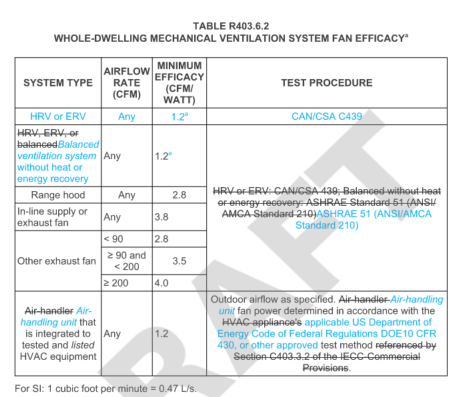 TABLE R403.6.2
WHOLE-DWELLING MECHANICAL VENTILATION SYSTEM FAN EFFICACYa
SYSTEM TYPE
AIRFLOW
RATE
(CFM)
MINIMUM
EFFICACY
(CFM/
WATT)
TEST PROCEDURE
HRV or ERV
Any
1.2a
CAN/CSA C439
HRV, ERV, or
balancedBalanced
ventilation system
without heat or
energy recovery
Any
1.2a
HRV or ERV: CAN/CSA 439; Balanced without heat
or energy recovery: ASHRAE Standard 51 (ANSI/
AMCA Standard 210)ASHRAE 51 (ANSI/AMCA
Standard 210)
Range hood
Any
2.8
In-line supply or
exhaust fan
Any
3.8
Other exhaust fan
< 90
2.8
≥ 90 and
< 200
3.5
≥ 200
4.0
Air-handler Air-
handling unit that
is integrated to
tested and listed
HVAC equipment
Any
1.2
Outdoor airflow as specified. Air-handler Air-handling
unit fan power determined in accordance with the
HVAC appliance's applicable US Department of
Energy Code of Federal Regulations DOE10 CFR
430, or other approved test method referenced by
Section C403.3.2 of the IECC-Commercial
Provisions.
For SI: 1 cubic foot per minute = 0.47 L/s.
DRAFT